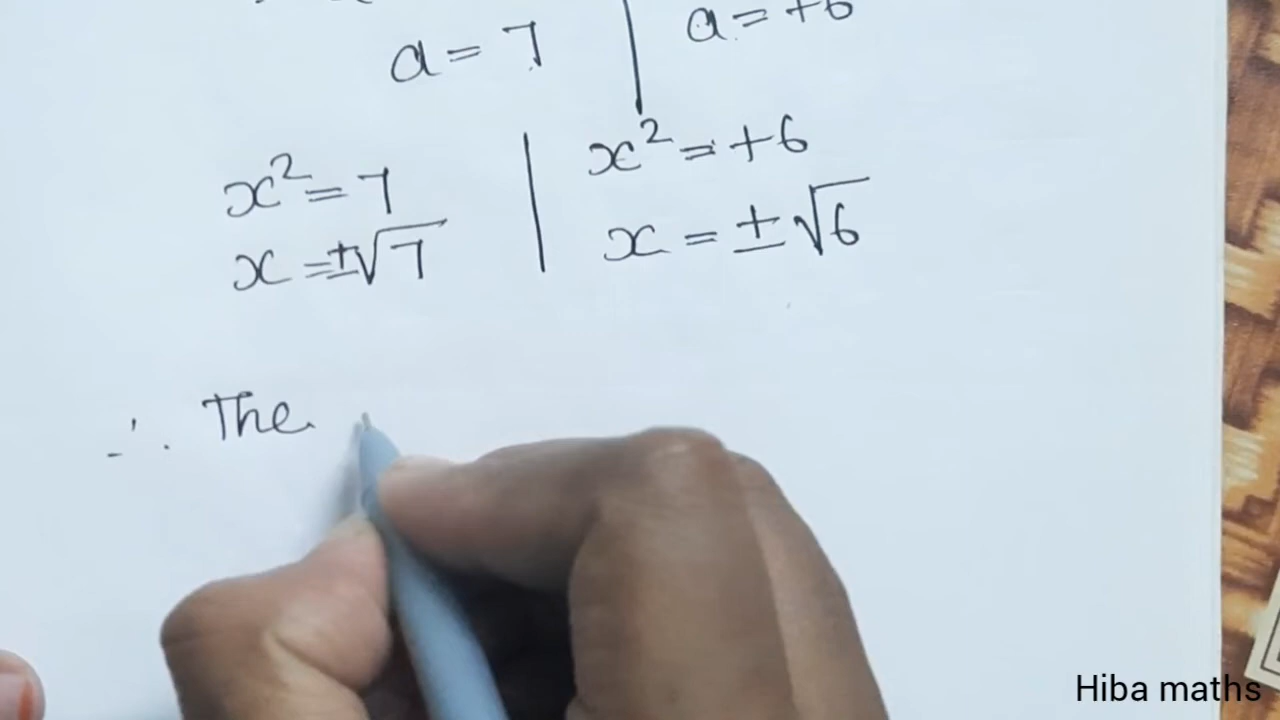 a = 7 | a = +6
x² = 7 | x² = +6
x = ±√7 | x = ±√6
∴ The
Hiba maths